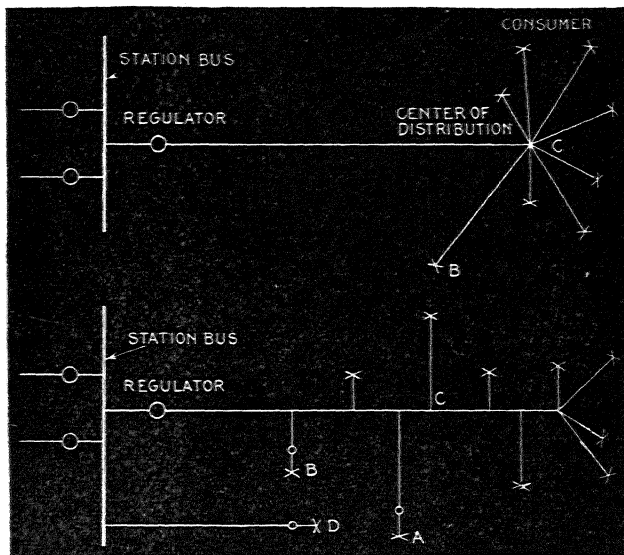 CONSUMER
STATION BUS
REGULATOR
CENTER OF
DISTRIBUTION
C
B
STATION BUS
REGULATOR
C
B
D
A